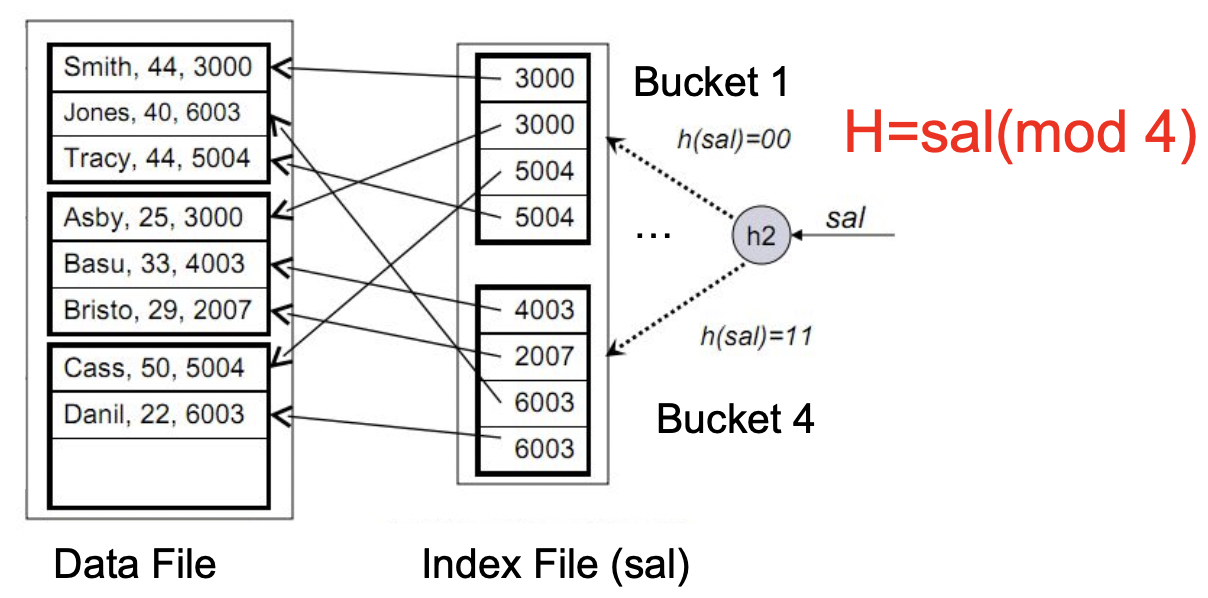 Smith, 44, 3000
Jones, 40, 6003
Tracy, 44, 5004
Asby, 25, 3000
Basu, 33, 4003
Bristo, 29, 2007
Cass, 50, 5004
Danil, 22, 6003
Data File
3000
3000
5004
5004
4003
2007
6003
6003
Index File (sal)
Bucket 1
h(sal)=00
...
h2
sal
h(sal)=11
Bucket 4
H=sal(mod 4)